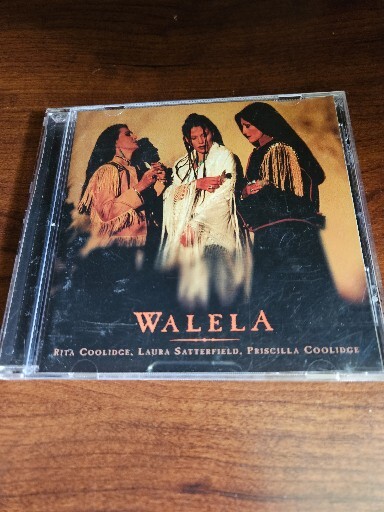 WALELA
RITA COOLIDGE, LAURA SATTERFIELD, PRISCILLA COOLIDGE